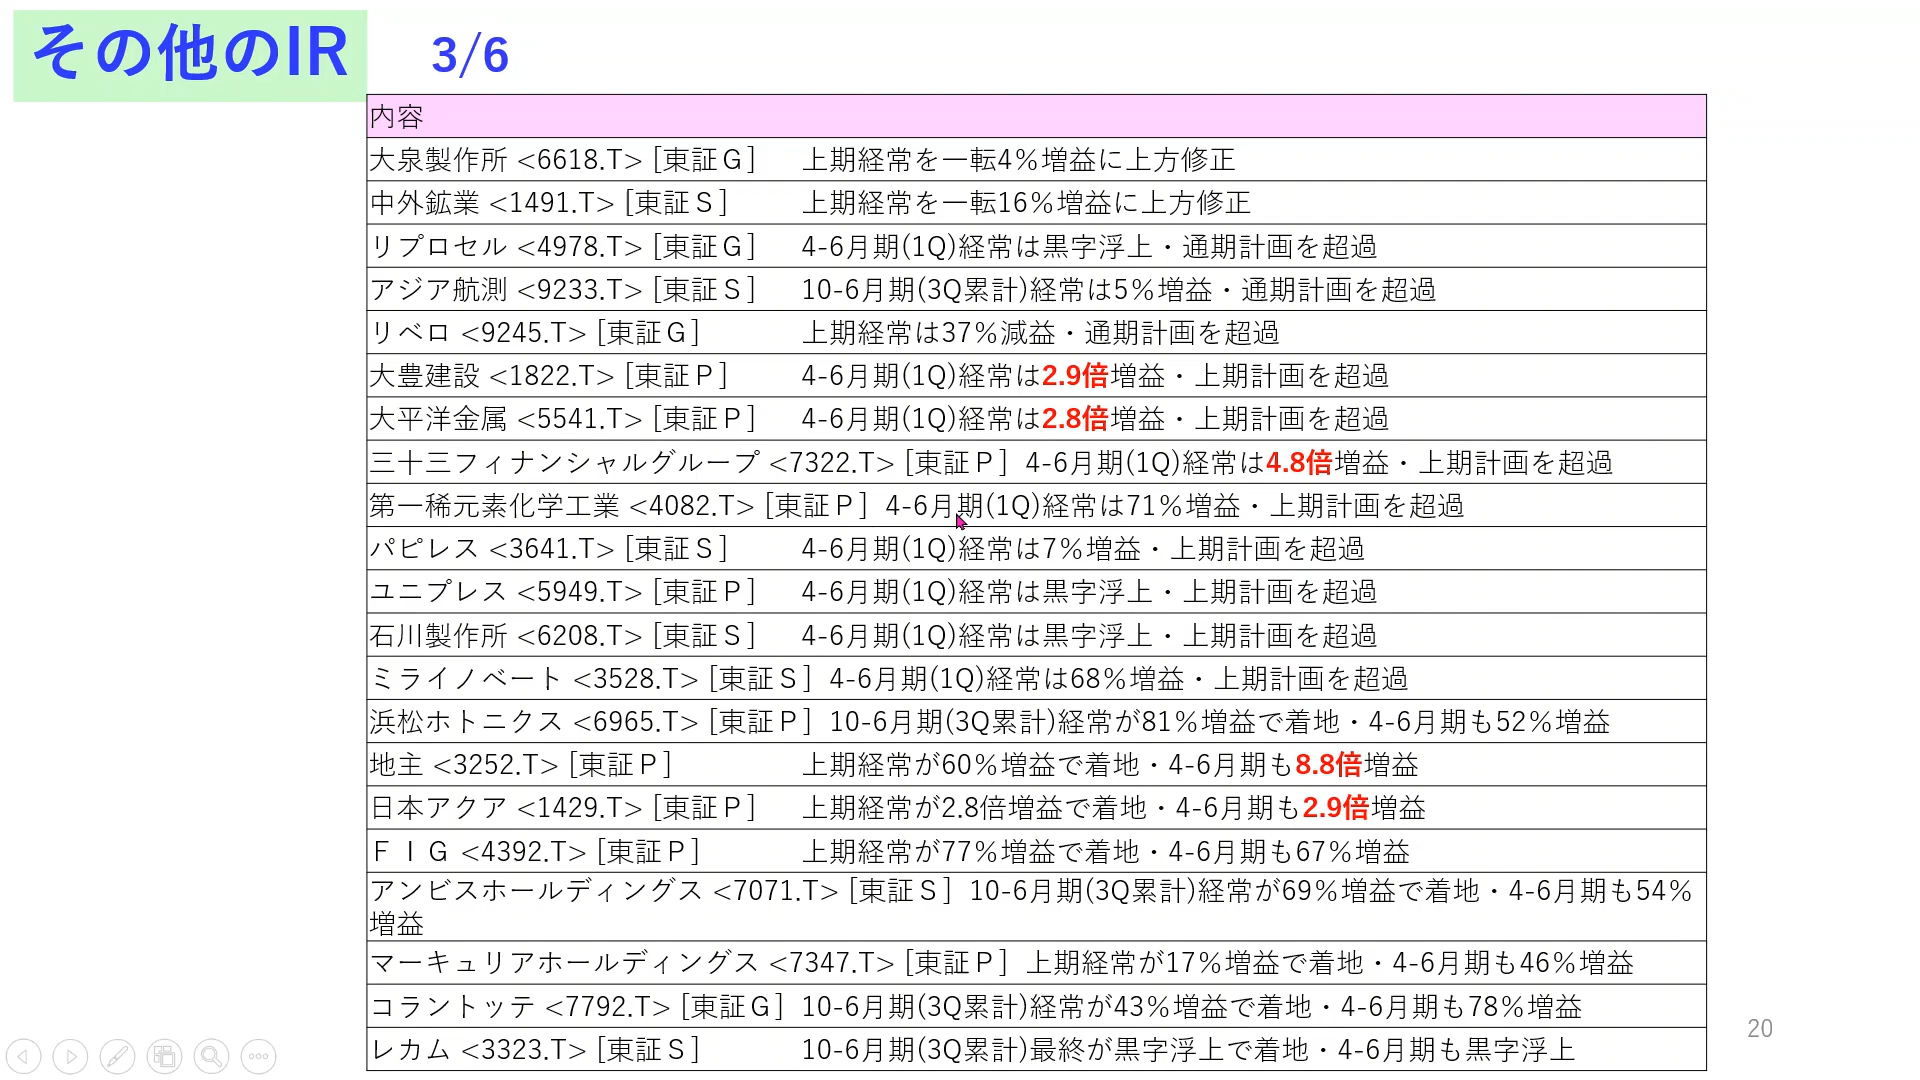 その他のIR 3/6
内容
大泉製作所 <6618.T> [東証Ｇ] 上期経常を一転4%増益に上方修正
中外鉱業 <1491.T> [東証Ｓ] 上期経常を一転16%増益に上方修正
リプロセル <4978.T> [東証Ｇ] 4-6月期(1Q)経常は黒字浮上・通期計画を超過
アジア航測 <9233.T> [東証Ｓ] 10-6月期(3Q累計)経常は5%増益・通期計画を超過
リベロ <9245.T> [東証Ｇ] 上期経常は37%減益・通期計画を超過
大豊建設 <1822.T> [東証Ｐ] 4-6月期(1Q)経常は2.9倍増益・上期計画を超過
大平洋金属 <5541.T> [東証Ｐ] 4-6月期(1Q)経常は2.8倍増益・上期計画を超過
三十三フィナンシャルグループ <7322.T> [東証Ｐ] 4-6月期(1Q)経常は4.8倍増益・上期計画を超過
第一稀元素化学工業 <4082.T> [東証Ｐ] 4-6月期(1Q)経常は71%増益・上期計画を超過
パピレス <3641.T> [東証Ｓ] 4-6月期(1Q)経常は7%増益・上期計画を超過
ユニプレス <5949.T> [東証Ｐ] 4-6月期(1Q)経常は黒字浮上・上期計画を超過
石川製作所 <6208.T> [東証Ｓ] 4-6月期(1Q)経常は黒字浮上・上期計画を超過
ミライノベート <3528.T> [東証Ｓ] 4-6月期(1Q)経常は68%増益・上期計画を超過
浜松ホトニクス <6965.T> [東証Ｐ] 10-6月期(3Q累計)経常が81%増益で着地・4-6月期も52%増益
地主 <3252.T> [東証Ｐ] 上期経常が60%増益で着地・4-6月期も8.8倍増益
日本アクア <1429.T> [東証Ｐ] 上期経常が2.8倍増益で着地・4-6月期も2.9倍増益
ＦＩＧ <4392.T> [東証Ｐ] 上期経常が77%増益で着地・4-6月期も67%増益
アンビスホールディングス <7071.T> [東証Ｓ] 10-6月期(3Q累計)経常が69%増益で着地・4-6月期も54%
増益
マーキュリアホールディングス <7347.T> [東証Ｐ] 上期経常が17%増益で着地・4-6月期も46%増益
コラントッテ <7792.T> [東証Ｇ] 10-6月期(3Q累計)経常が43%増益で着地・4-6月期も78%増益
レカム <3323.T> [東証Ｓ] 10-6月期(3Q累計)最終が黒字浮上で着地・4-6月期も黒字浮上
20